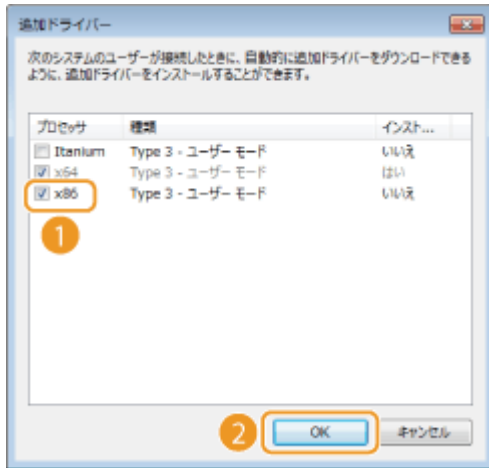 追加ドライバー
次のシステムのユーザーが接続したときに、自動的に追加ドライバーをダウンロードできる
ように、追加ドライバーをインストールすることができます。
プロセッサ 種類 インスト...
Itanium Type 3 - ユーザー モード いいえ
x64 Type 3 - ユーザー モード はい
x86 Type 3 - ユーザー モード いいえ
1
2 OK キャンセル